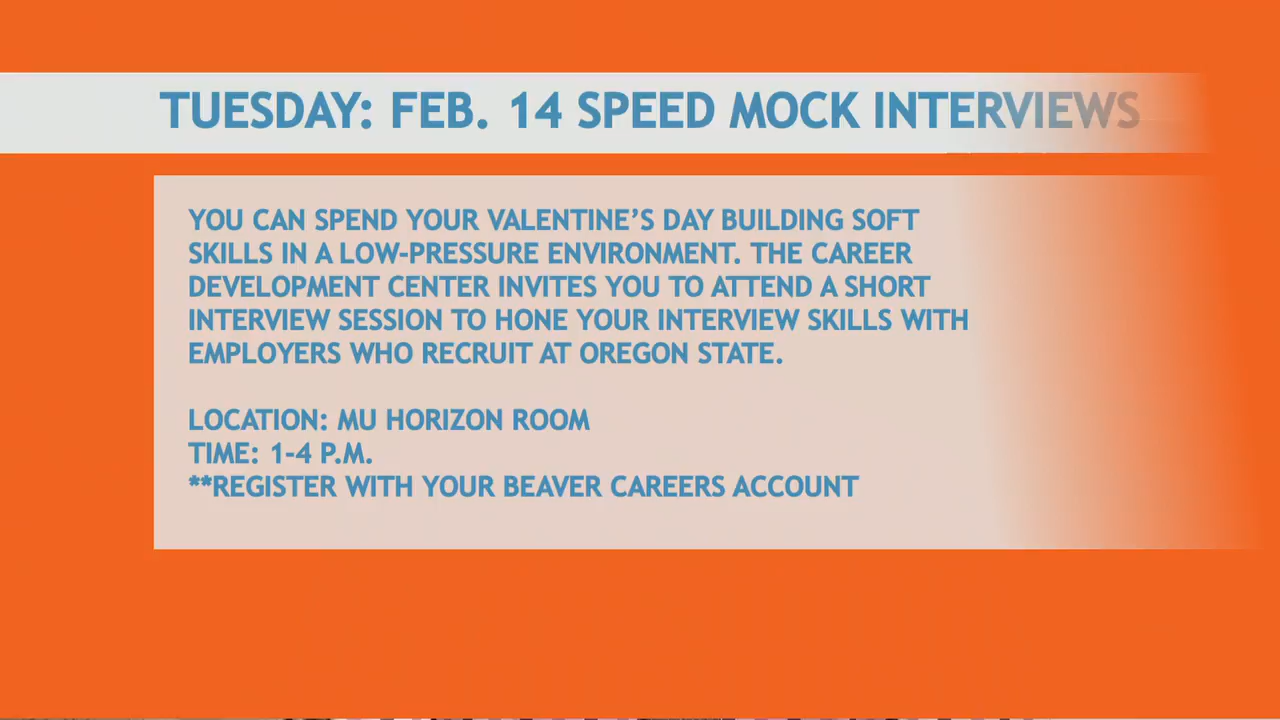 TUESDAY: FEB. 14 SPEED MOCK INTERVIEWS
YOU CAN SPEND YOUR VALENTINE'S DAY BUILDING SOFT
SKILLS IN A LOW-PRESSURE ENVIRONMENT. THE CAREER
DEVELOPMENT CENTER INVITES YOU TO ATTEND A SHORT
INTERVIEW SESSION TO HONE YOUR INTERVIEW SKILLS WITH
EMPLOYERS WHO RECRUIT AT OREGON STATE.
LOCATION: MU HORIZON ROOM
TIME: 1-4 P.M.
**REGISTER WITH YOUR BEAVER CAREERS ACCOUNT